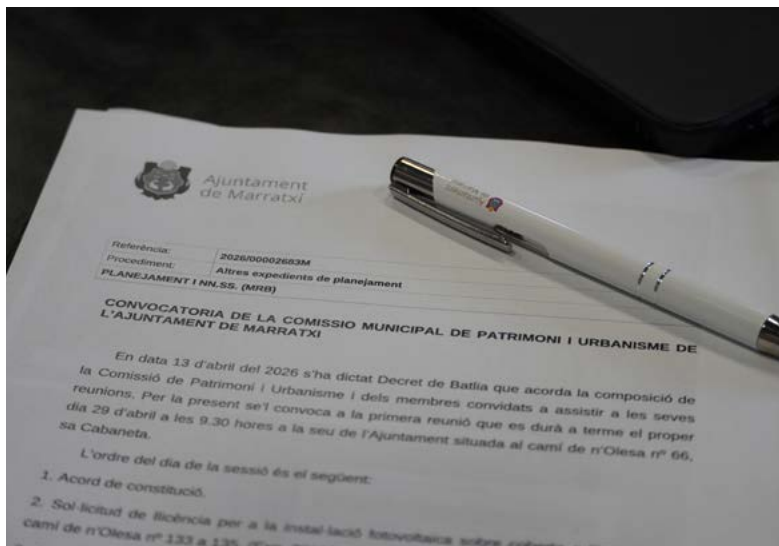 Ajuntament
de Marratxí
Referència: 2026/00002683M
Procediment: Altres expedients de planejament
PLANEJAMENT I NN.SS. (MRB)
CONVOCATORIA DE LA COMISSIO MUNICIPAL DE PATRIMONI I URBANISME DE
L'AJUNTAMENT DE MARRATXI
En data 13 d'abril del 2026 s'ha dictat Decret de Batlia que acorda la composició de
la Comissió de Patrimoni i Urbanisme i dels membres convidats a assistir a les seves
reunions. Per la present se'l convoca a la primera reunió que es durà a terme el proper
dia 29 d'abril a les 9.30 hores a la seu de l'Ajuntament situada al camí de n'Olesa nº 66,
sa Cabaneta.
L'ordre del dia de la sessió és el següent:
1. Acord de constitució.
2. Sol·licitud de llicència per a la instal·lació fotovoltaica sobre
camí de n'Olesa nº 133 a 135,